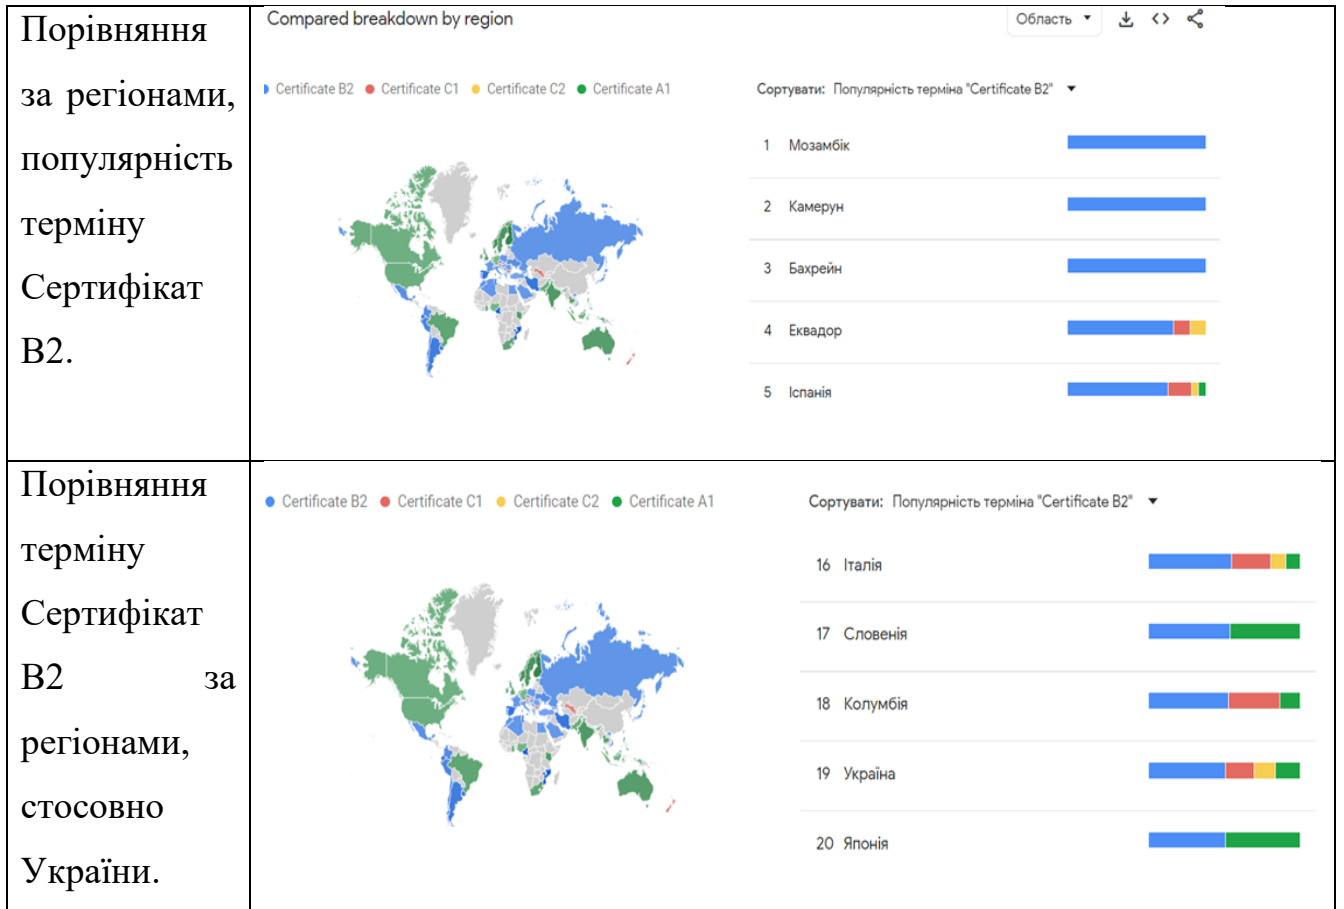 Порівняння
за регіонами,
популярність
терміну
Сертифікат
В2.
Compared breakdown by region
Область
Certificate B2 Certificate C1 Certificate C2 Certificate A1
Сортувати: Популярність терміна "Certificate B2"
1 Мозамбік
2 Камерун
3 Бахрейн
4 Еквадор
5 Іспанія
Порівняння
терміну
Сертифікат
В2 за
регіонами,
стосовно
України.
Certificate B2 Certificate C1 Certificate C2 Certificate A1
Сортувати: Популярність терміна "Certificate B2"
16 Італія
17 Словенія
18 Колумбія
19 Україна
20 Японія